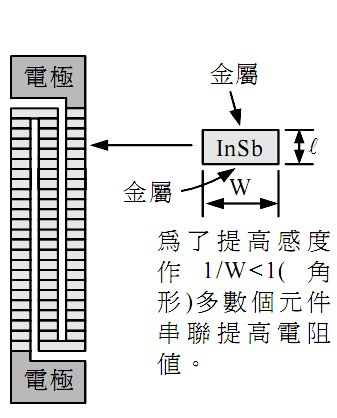 電極
金屬
InSb
ℓ
金屬
W
為了提高感度
作 1/W<1( 角
形)多數個元件
串聯提高電阻
值。
電極